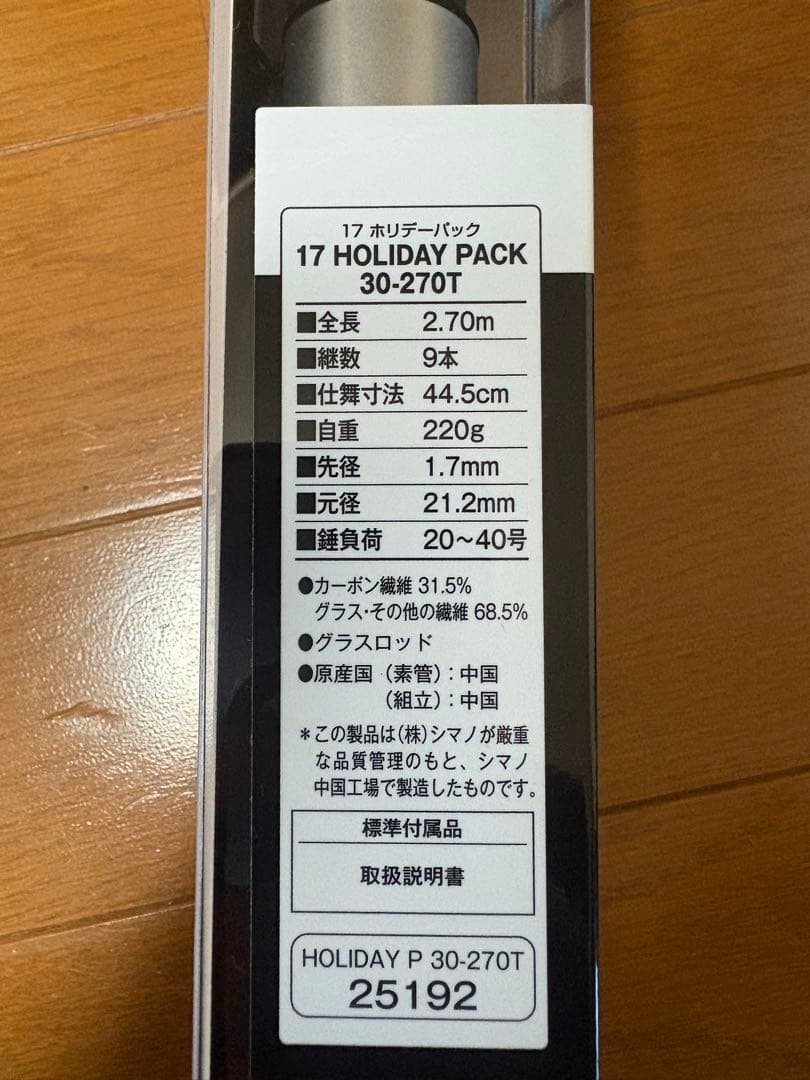 17 ホリデーパック
17 HOLIDAY PACK
30-270T
■全長 2.70m
■継数 9本
■仕舞寸法 44.5cm
■自重 220g
■先径 1.7mm
■元径 21.2mm
■錘負荷 20〜40号
●カーボン繊維 31.5%
グラス・その他の繊維 68.5%
●グラスロッド
●原産国（素管）：中国
（組立）：中国
＊この製品は（株）シマノが厳重
な品質管理のもと、シマノ
中国工場で製造したものです。
標準付属品
取扱説明書
HOLIDAY P 30-270T
25192